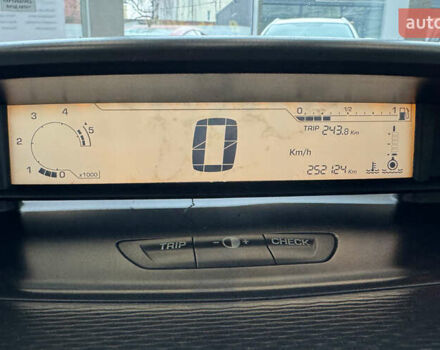 auto
4
3 5
2
1 0 x1000
0
Km/h
0 1/2 1
TRIP 243.8 Km
252124 Km
TRIP - + CHECK